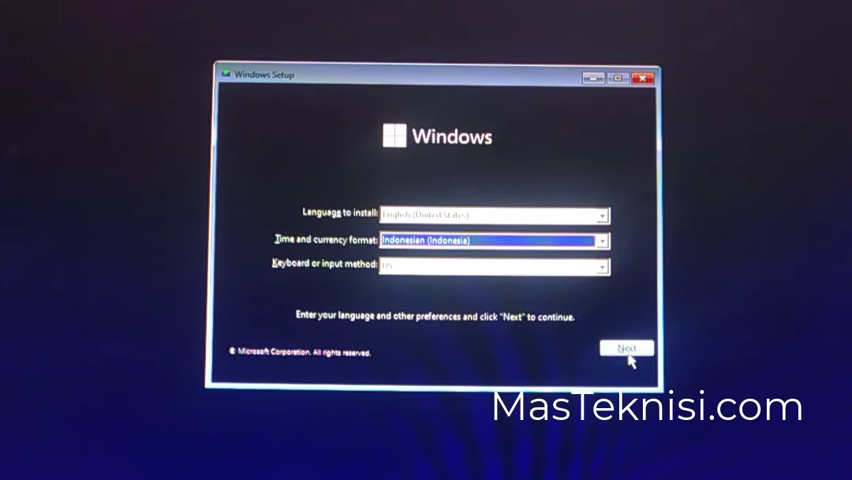 Windows Setup
Windows
Language to install: English (United States)
Time and currency format: Indonesian (Indonesia)
Keyboard or input method: US
Enter your language and other preferences and click "Next" to continue.
Next
© Microsoft Corporation. All rights reserved.
MasTeknisi.com